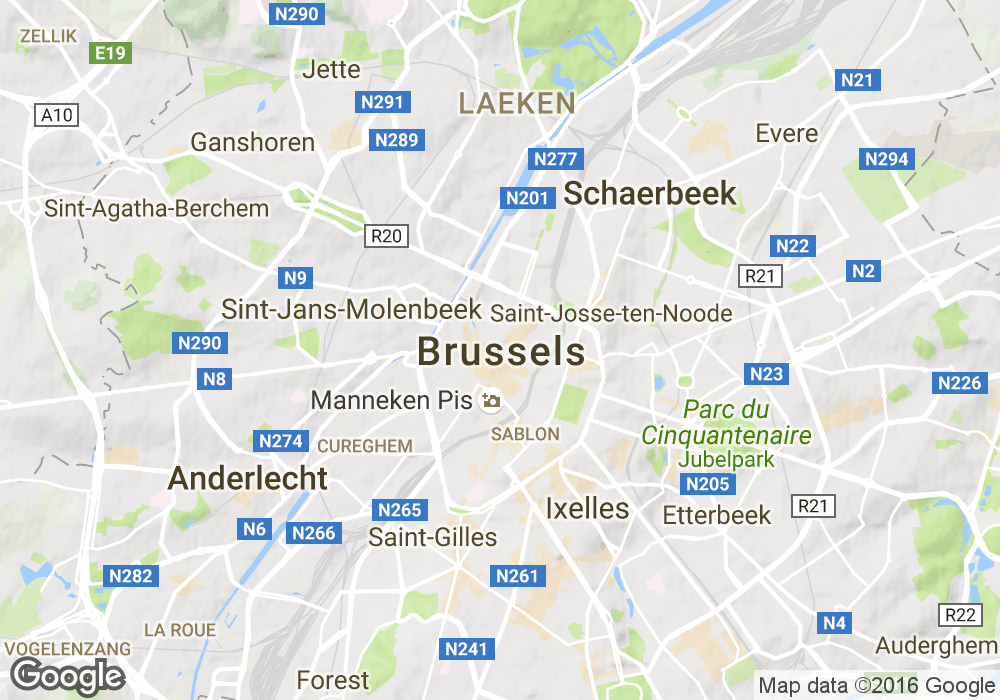 N290
ZELLIK
E19
Jette
N21
N291
LAEKEN
A10
Ganshoren
N289
Evere
N277
N294
Schaerbeek
N201
Sint-Agatha-Berchem
R20
N22
N9
R21
N2
Sint-Jans-Molenbeek
Saint-Josse-ten-Noode
N290
Brussels
N8
N23
N226
Manneken Pis
Parc du
Cinquantenaire
Jubelpark
N274
CUREGHEM
SABLON
Anderlecht
N205
N265
Ixelles
R21
Etterbeek
N6
N266
Saint-Gilles
N282
N261
R22
LA ROUE
N4
VOGELENZANG
N241
Auderghem
Google
Forest
Map data ©2016 Google